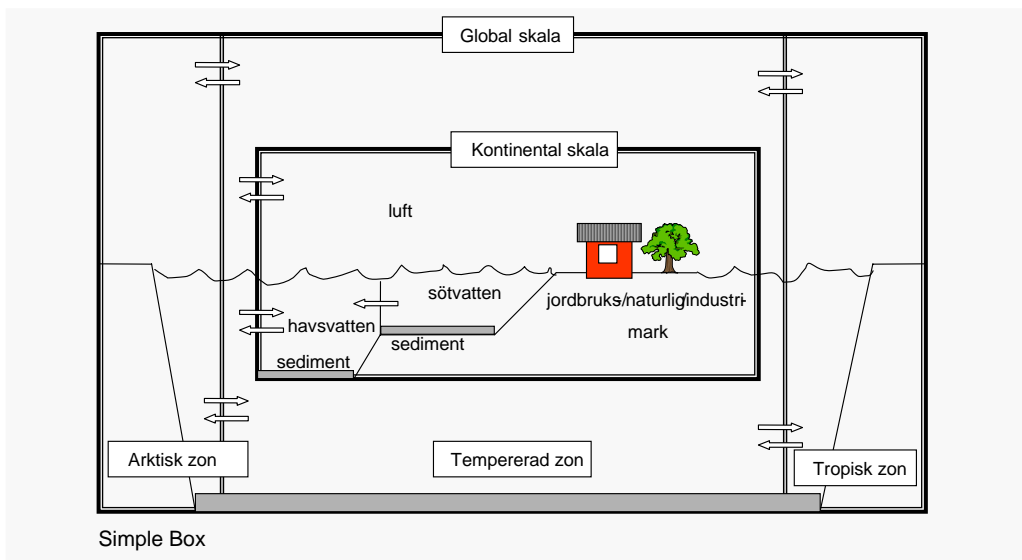 Global skala
Kontinental skala
luft
sötvatten
jordbruks-/naturlig/industri-
mark
havsvatten
sediment
sediment
Arktisk zon
Tempererad zon
Tropisk zon
Simple Box